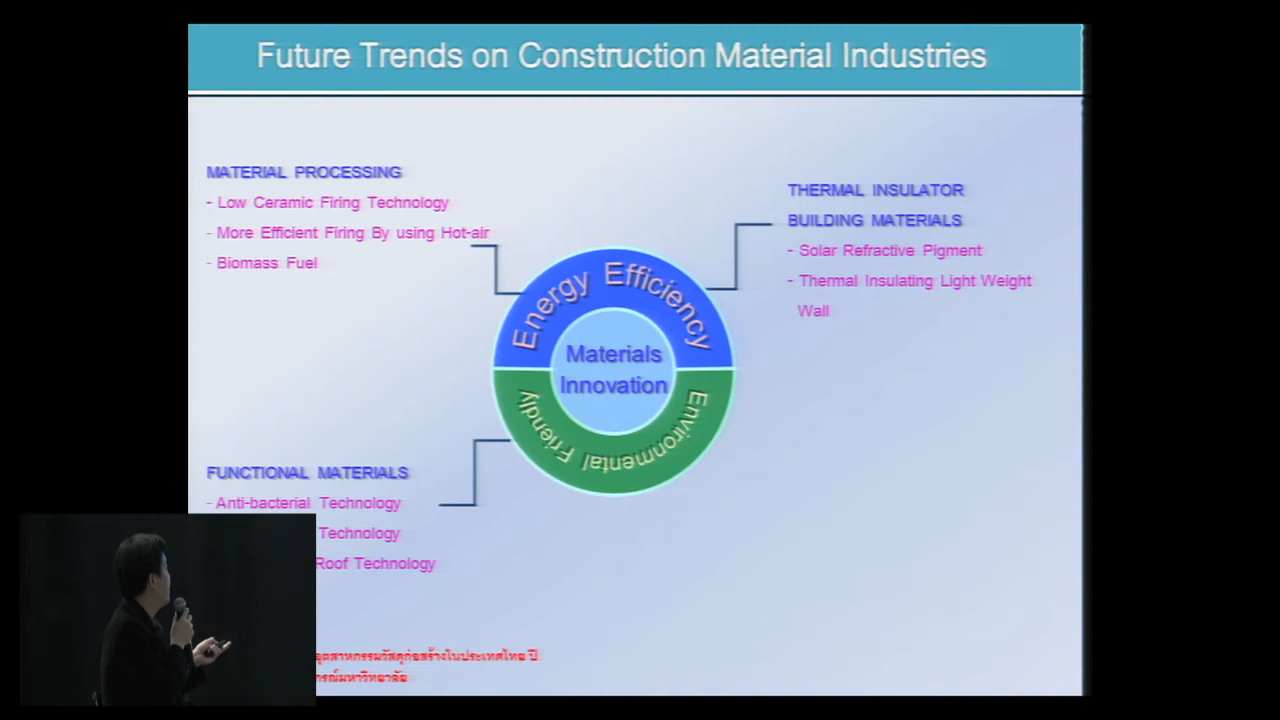 Future Trends on Construction Material Industries
MATERIAL PROCESSING
- Low Ceramic Firing Technology
- More Efficient Firing By using Hot-air
- Biomass Fuel
THERMAL INSULATOR
BUILDING MATERIALS
- Solar Refractive Pigment
- Thermal Insulating Light Weight
Wall
Energy Efficiency
Materials
Innovation
Environmental Friendly
FUNCTIONAL MATERIALS
- Anti-bacterial Technology
Technology
Roof Technology
อุตสาหกรรมวัสดุก่อสร้างในประเทศไทย ปี
กรณ์มหาวิทยาลัย